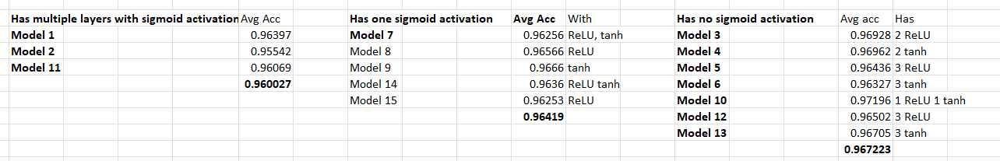 Has multiple layers with sigmoid activation Avg Acc Has one sigmoid activation Avg Acc With Has no sigmoid activation Avg acc Has
Model 1 0.96397 Model 7 0.96256 ReLU, tanh Model 3 0.96928 2 ReLU
Model 2 0.95542 Model 8 0.96566 ReLU Model 4 0.96962 2 tanh
Model 11 0.96069 Model 9 0.9666 tanh Model 5 0.96436 3 ReLU
0.960027 Model 14 0.9636 ReLU tanh Model 6 0.96327 3 tanh
Model 15 0.96253 ReLU Model 10 0.97196 1 ReLU 1 tanh
0.96419 Model 12 0.96502 3 ReLU
Model 13 0.96705 3 tanh
0.967223